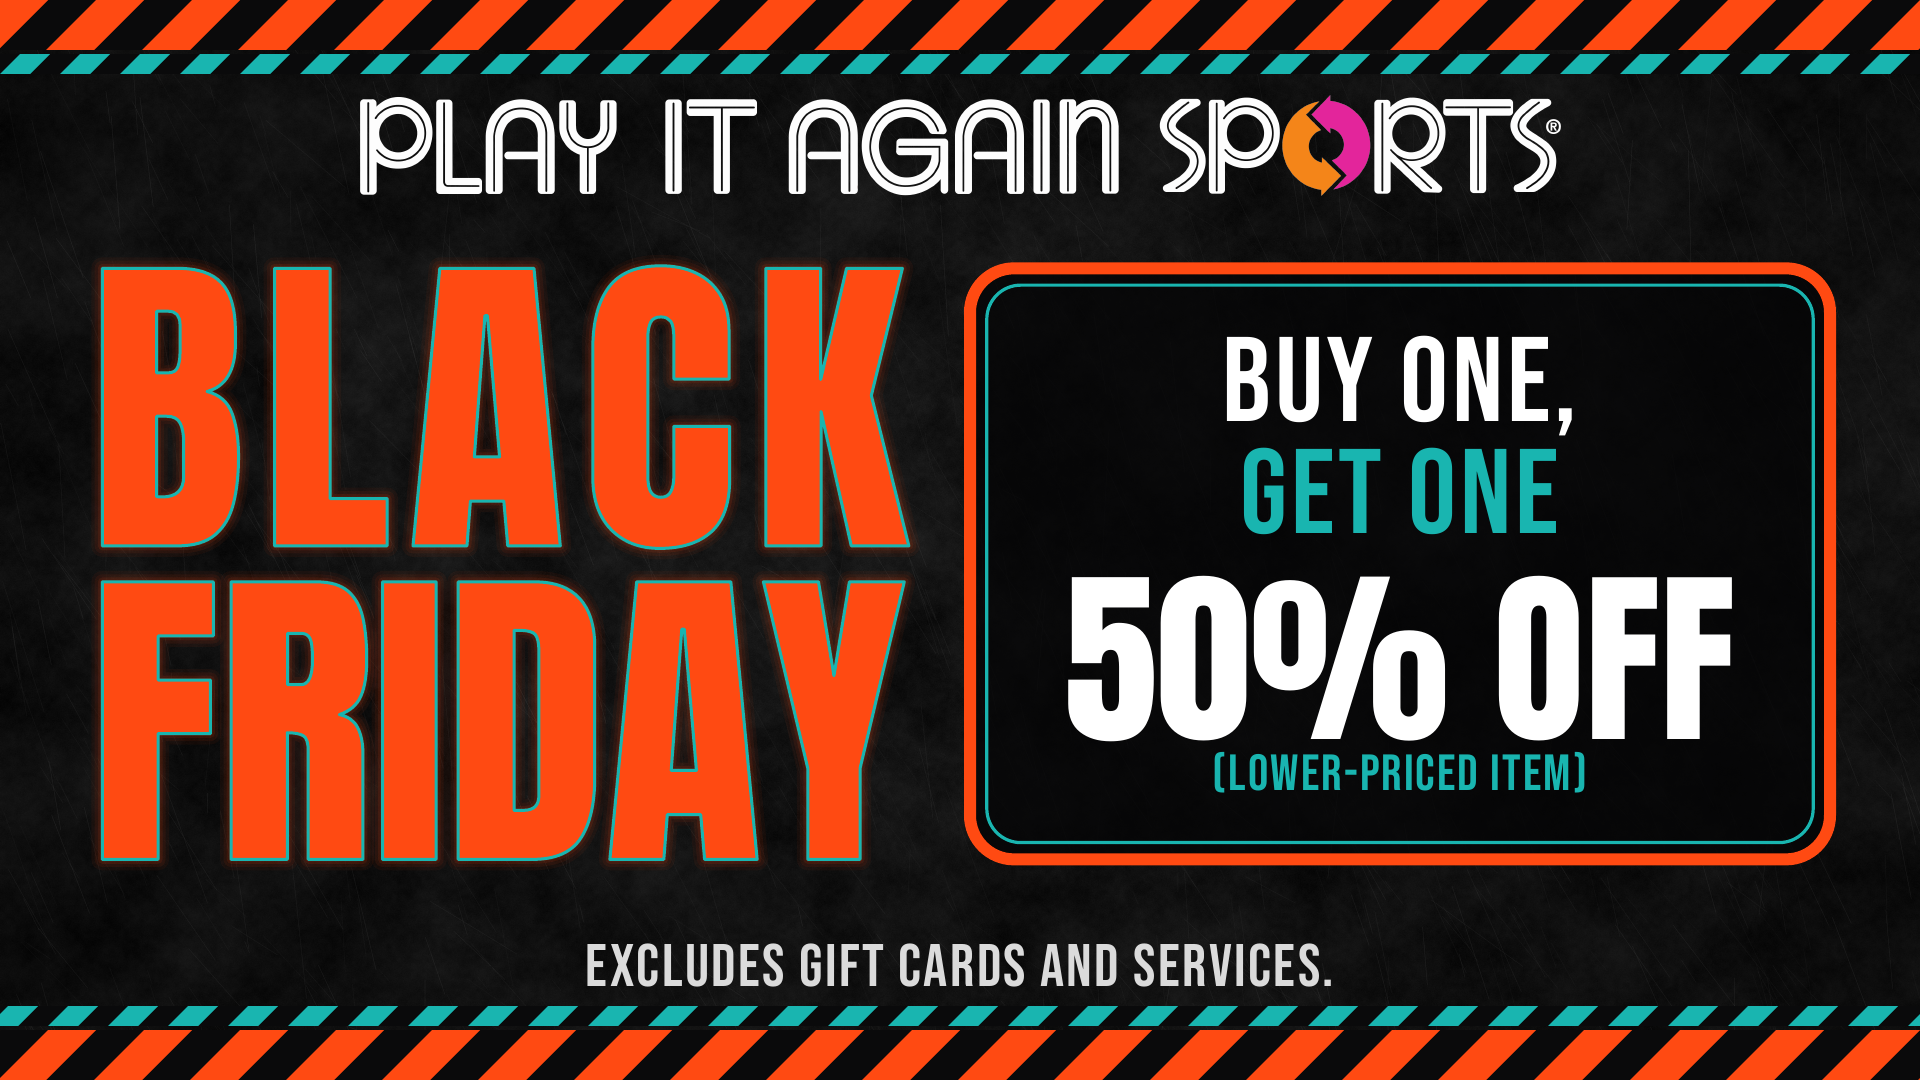 PLAY IT AGAIN SPORTS®
BLACK
FRIDAY
BUY ONE,
GET ONE
50% OFF
(LOWER-PRICED ITEM)
EXCLUDES GIFT CARDS AND SERVICES.